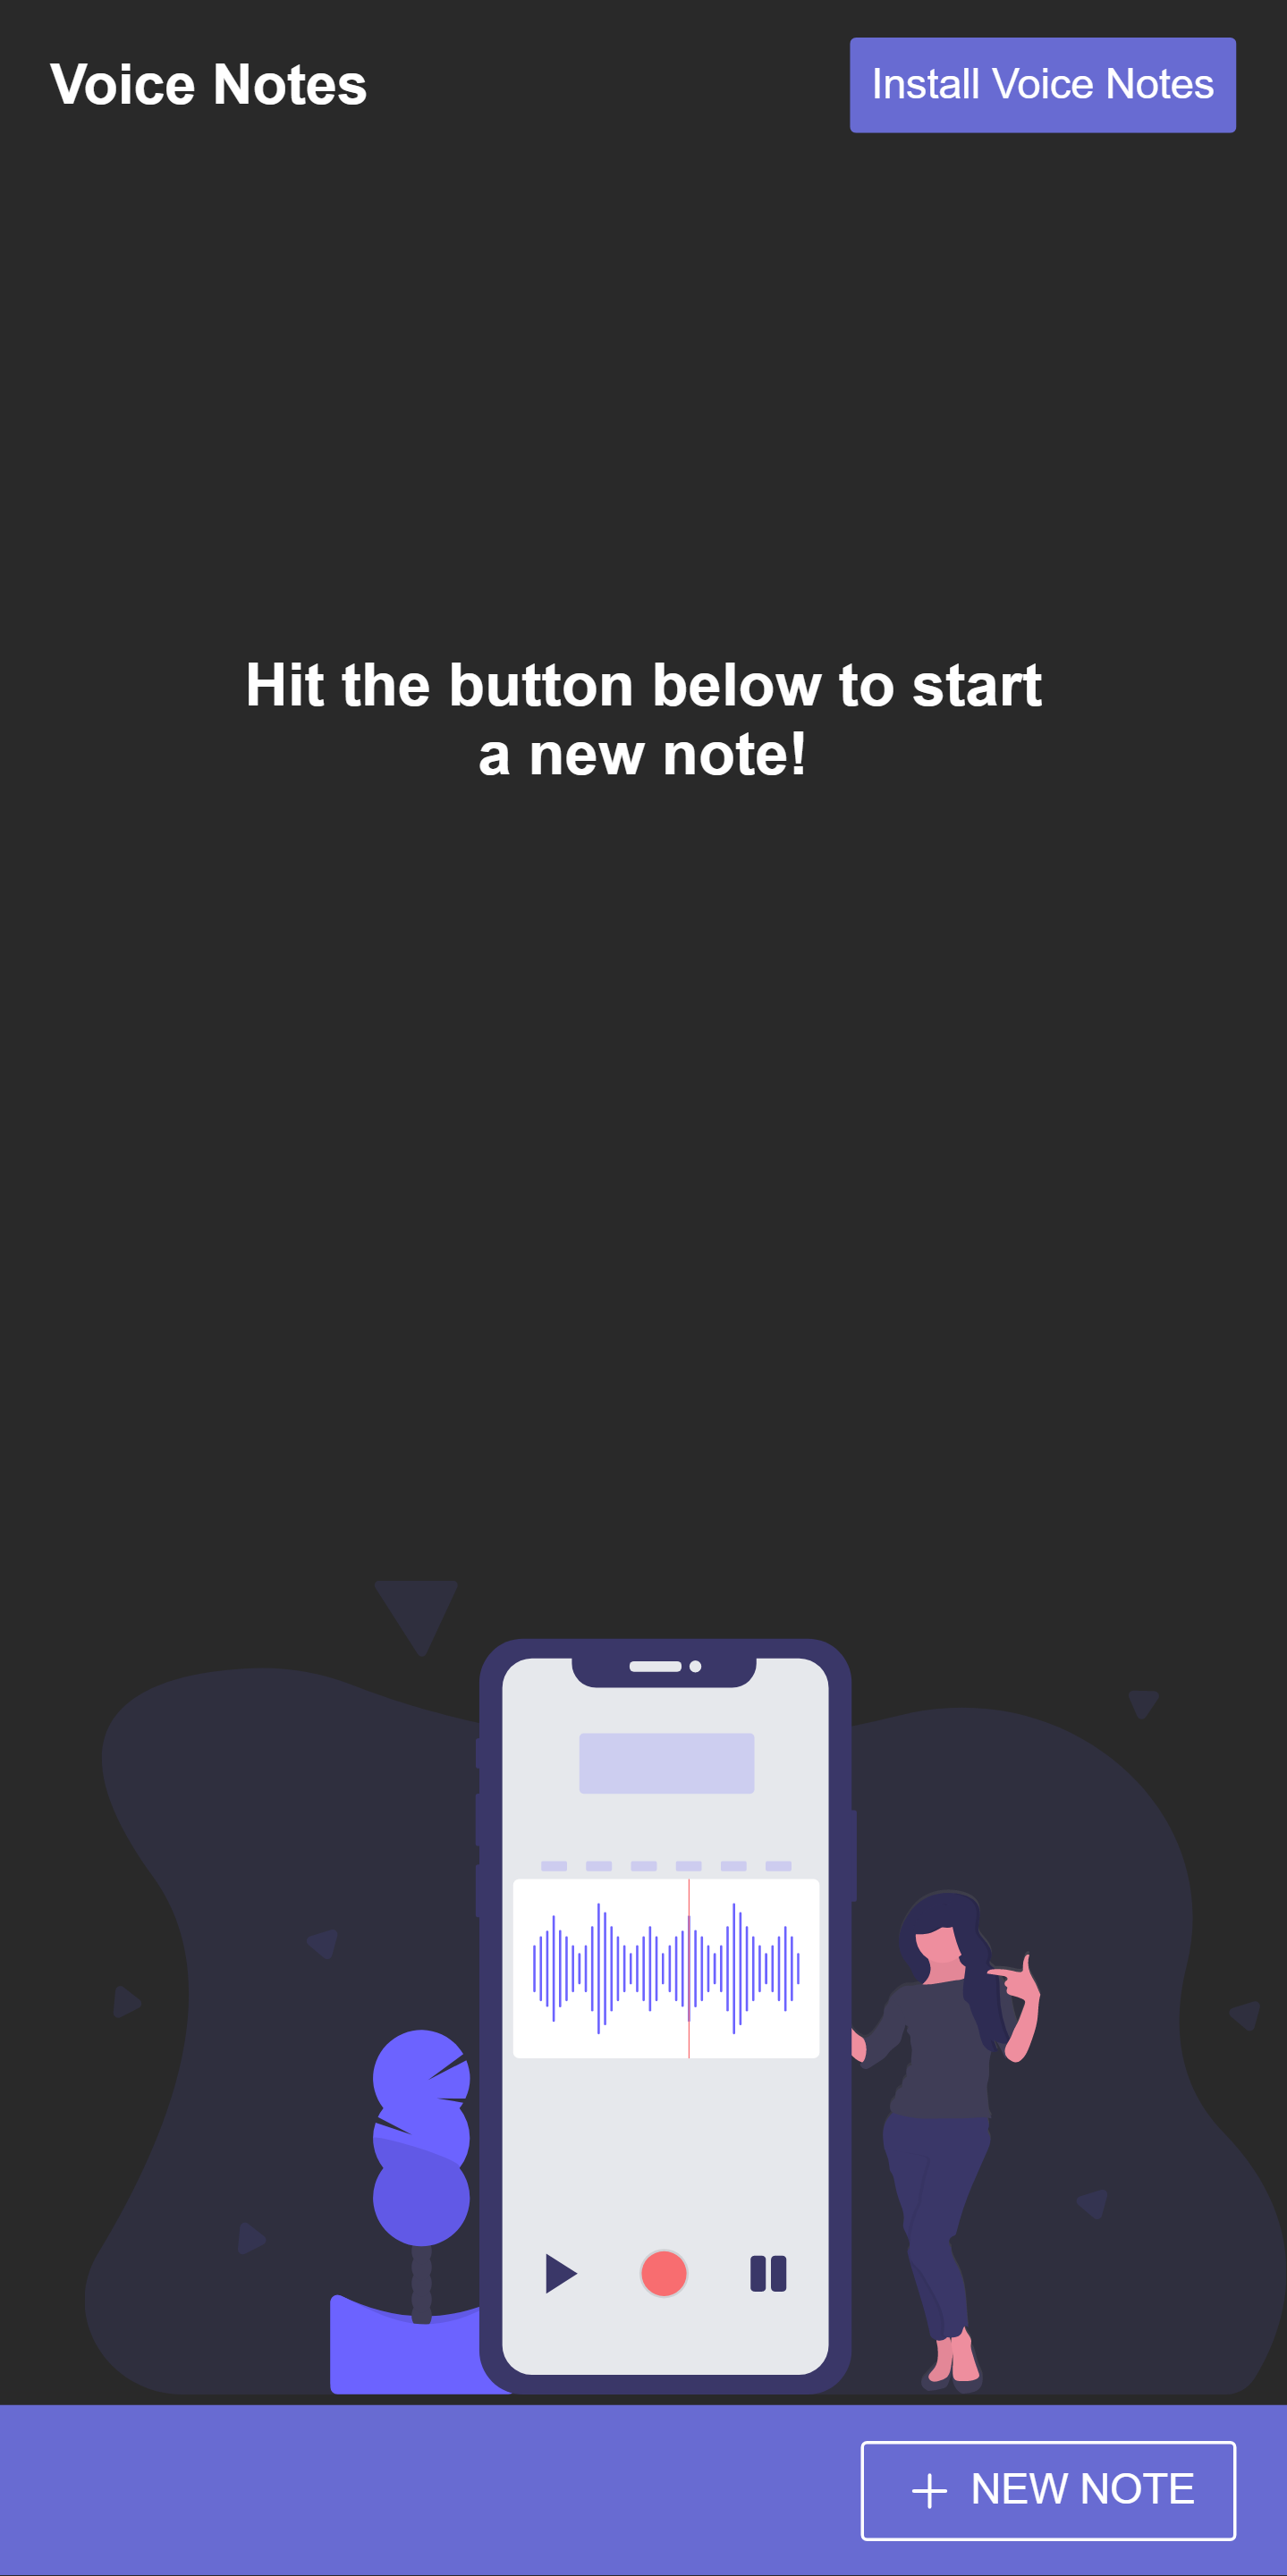 Voice Notes
Install Voice Notes
Hit the button below to start
a new note!
+ NEW NOTE